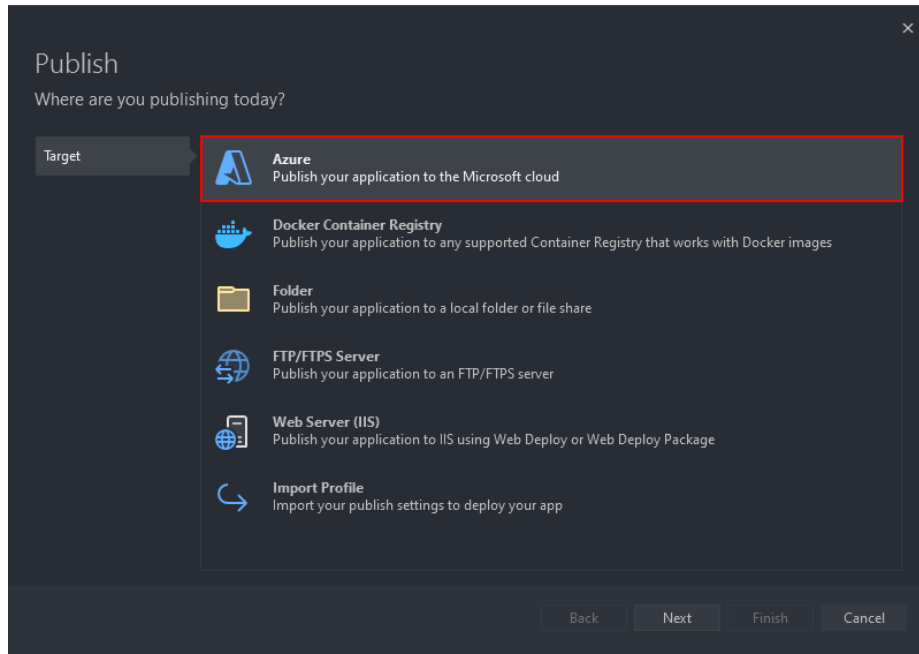 Publish
Where are you publishing today?
Target
Azure
Publish your application to the Microsoft cloud
Docker Container Registry
Publish your application to any supported Container Registry that works with Docker images
Folder
Publish your application to a local folder or file share
FTP/FTPS Server
Publish your application to an FTP/FTPS server
Web Server (IIS)
Publish your application to IIS using Web Deploy or Web Deploy Package
Import Profile
Import your publish settings to deploy your app
Back Next Finish Cancel